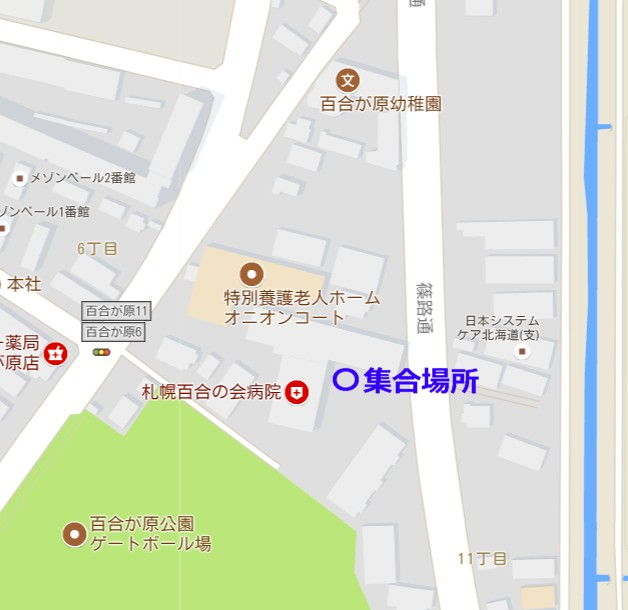 通
文
百合が原幼稚園
メゾンベール2番館
ゾンベール1番館
6丁目
本社
特別養護老人ホーム
オニオンコート
篠路通
百合が原11
百合が原6
日本システム
ケア北海道(支)
薬局
が原店
札幌百合の会病院
〇集合場所
百合が原公園
ゲートボール場
11丁目